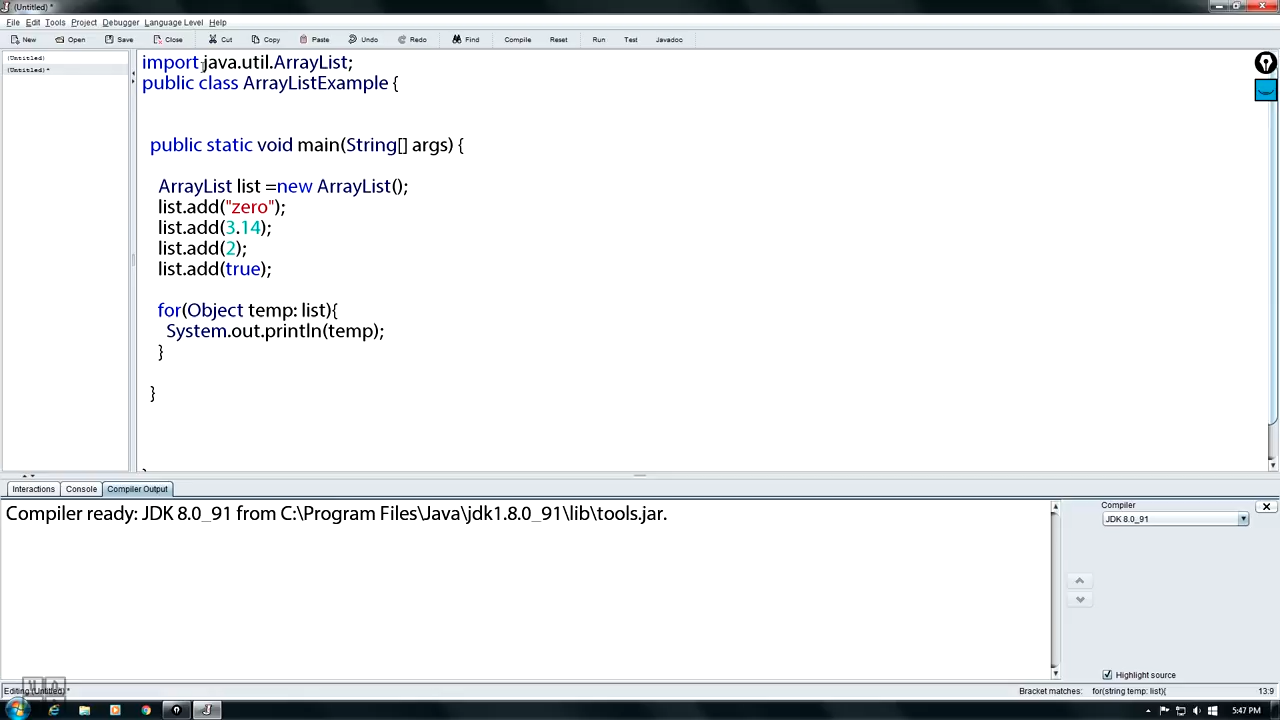 (Untitled) *
File Edit Tools Project Debugger Language Level Help
New Open Save Close Cut Copy Paste Undo Redo Find Compile Reset Run Test Javadoc
(Untitled)
(Untitled) *
import java.util.ArrayList;
public class ArrayListExample {
public static void main(String[] args) {
ArrayList list =new ArrayList();
list.add("zero");
list.add(3.14);
list.add(2);
list.add(true);
for(Object temp: list){
System.out.println(temp);
}
}
Interactions Console Compiler Output
Compiler ready: JDK 8.0_91 from C:\Program Files\Java\jdk1.8.0_91\lib\tools.jar.
Compiler
JDK 8.0_91
Highlight source
Editing (Untitled) * Bracket matches: for(string temp: list){ 13:9
5:47 PM